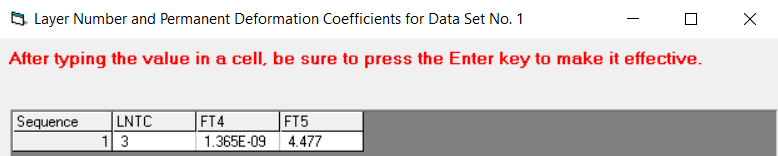 Layer Number and Permanent Deformation Coefficients for Data Set No. 1
After typing the value in a cell, be sure to press the Enter key to make it effective.
Sequence LNTC FT4 FT5
1 3 1.365E-09 4.477